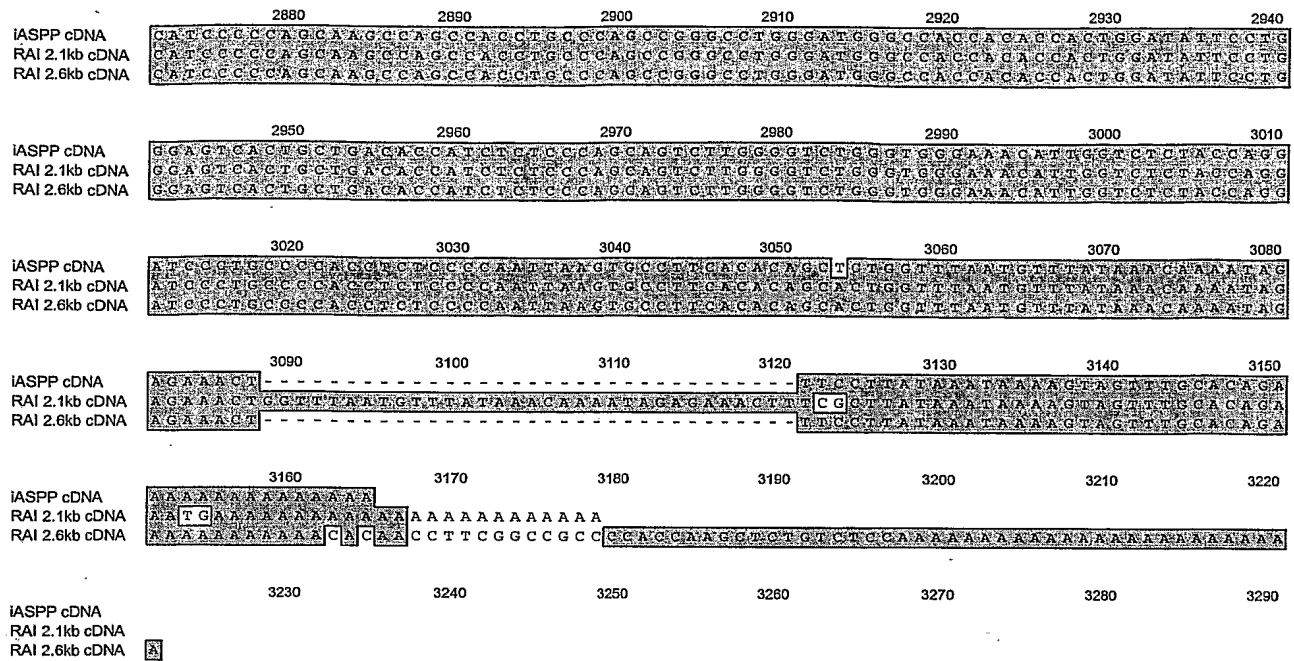 2880 2890 2900 2910 2920 2930 2940
iASPP cDNA CATCCCCCAGCAAGCCAGCCACCTGCCCAGCCGGGCCTGGGATGGGCCACCACACCACTGGATATTCCTG
RAI 2.1kb cDNA CATCCCCCAGCAAGCCAGCCACCTGCCCAGCCGGGCCTGGGATGGGCCACCACACCACTGGATATTCCTG
RAI 2.6kb cDNA CATCCCCCAGCAAGCCAGCCACCTGCCCAGCCGGGCCTGGGATGGGCCACCACACCACTGGATATTCCTG
2950 2960 2970 2980 2990 3000 3010
iASPP cDNA GGAGTCACTGCTGACACCATCTCTCCCAGCAGTCTTGGGGTCTGGGTGGGAAACATTGGTCTCTACCAGG
RAI 2.1kb cDNA GGAGTCACTGCTGACACCATCTCTCCCAGCAGTCTTGGGGTCTGGGTGGGAAACATTGGTCTCTACCAGG
RAI 2.6kb cDNA GGAGTCACTGCTGACACCATCTCTCCCAGCAGTCTTGGGGTCTGGGTGGGAAACATTGGTCTCTACCAGG
3020 3030 3040 3050 3060 3070 3080
iASPP cDNA ATCCCTGCCCCACCTCTCCCCAATTAAGTGCCTTCACACAGCTCTGGTTTAATGTTTATAAACAAAATAG
RAI 2.1kb cDNA ATCCCTGCCCCACCTCTCCCCAATTAAGTGCCTTCACACAGCACTGGTTTAATGTTTATAAACAAAATAG
RAI 2.6kb cDNA ATCCCTGCCCCACCTCTCCCCAATTAAGTGCCTTCACACAGCACTGGTTTAATGTTTATAAACAAAATAG
3090 3100 3110 3120 3130 3140 3150
iASPP cDNA AGAAACT---------------------------------TTCCTTATAAATAAAAGTAGTTTGCACAGA
RAI 2.1kb cDNA AGAAACTGGTTTAATGTTTATAAACAAAATAGAGAAACTTTCGCTTATAAATAAAAGTAGTTTGCACAGA
RAI 2.6kb cDNA AGAAACT---------------------------------TTCCTTATAAATAAAAGTAGTTTGCACAGA
3160 3170 3180 3190 3200 3210 3220
iASPP cDNA AAAAAAAAAAAAAA
RAI 2.1kb cDNA AATGAAAAAAAAAAAAAAAAAAAAAAAA
RAI 2.6kb cDNA AAAAAAAAAAACACAACCTTCGGCCGCCCCACCAAGCTCTGTCTCCAAAAAAAAAAAAAAAAAAAAAAAA
3230 3240 3250 3260 3270 3280 3290
iASPP cDNA
RAI 2.1kb cDNA
RAI 2.6kb cDNA A